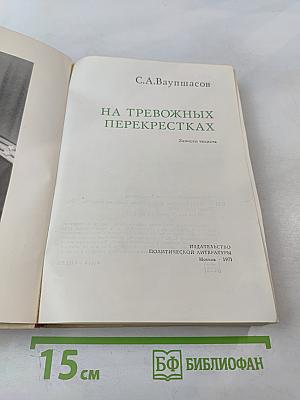 С.А.Ваупшасов
НА ТРЕВОЖНЫХ
ПЕРЕКРЕСТКАХ
Записки чекиста
ИЗДАТЕЛЬСТВО
ПОЛИТИЧЕСКОЙ ЛИТЕРАТУРЫ
Москва · 1971
15 см
БФ БИБЛИОФАН